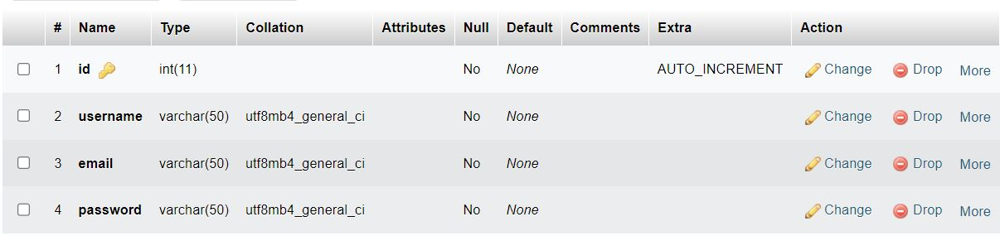 # Name Type Collation Attributes Null Default Comments Extra Action
1 id int(11) No None AUTO_INCREMENT Change Drop More
2 username varchar(50) utf8mb4_general_ci No None Change Drop More
3 email varchar(50) utf8mb4_general_ci No None Change Drop More
4 password varchar(50) utf8mb4_general_ci No None Change Drop More